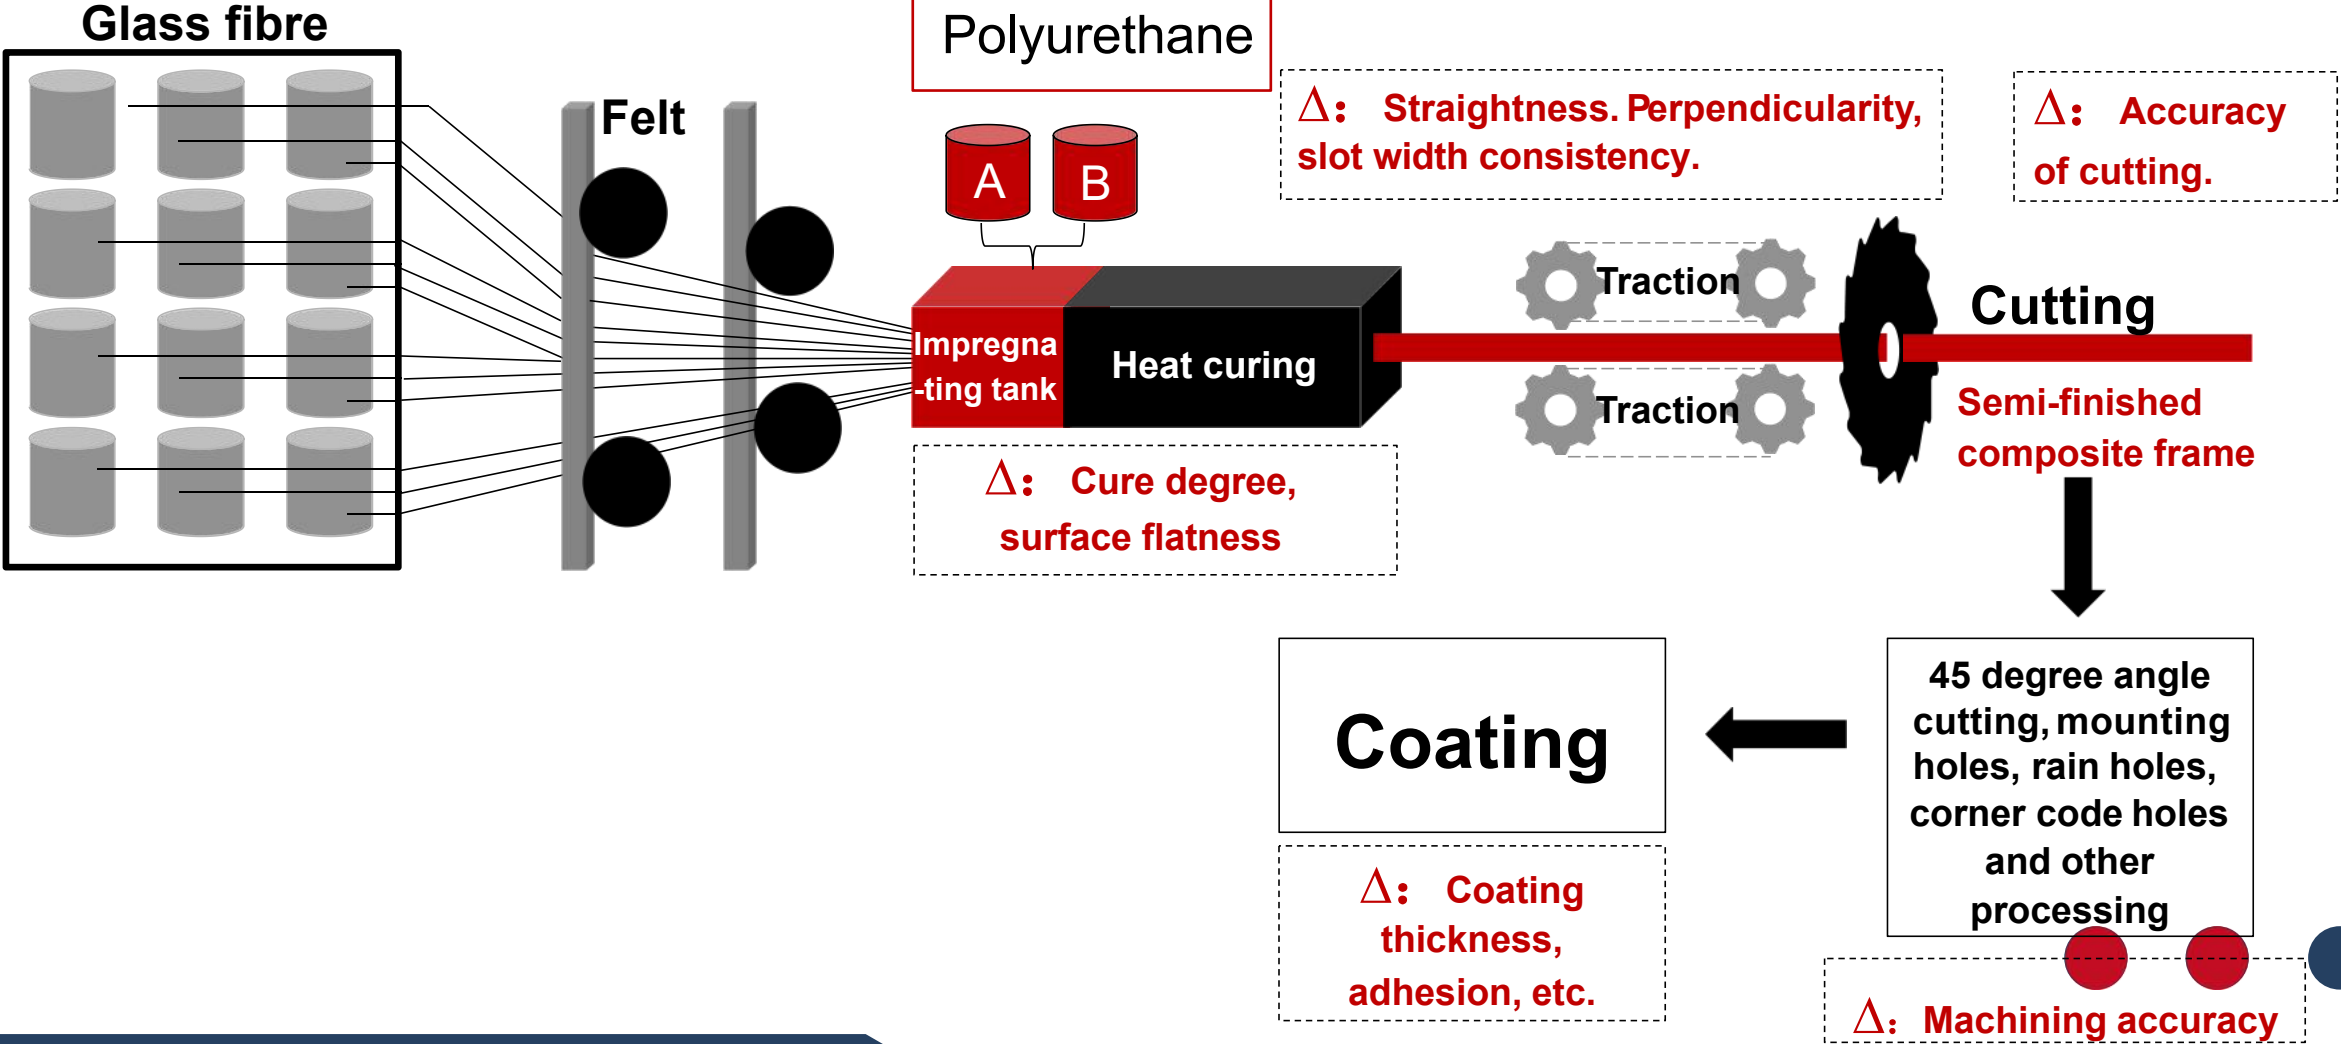 Glass fibre
Felt
Polyurethane
A
B
Δ： Straightness. Perpendicularity,
slot width consistency.
Δ： Accuracy
of cutting.
Impregna
-ting tank
Heat curing
Traction
Traction
Cutting
Semi-finished
composite frame
Δ： Cure degree,
surface flatness
45 degree angle
cutting, mounting
holes, rain holes,
corner code holes
and other
processing
Coating
Δ： Coating
thickness,
adhesion, etc.
Δ：Machining accuracy